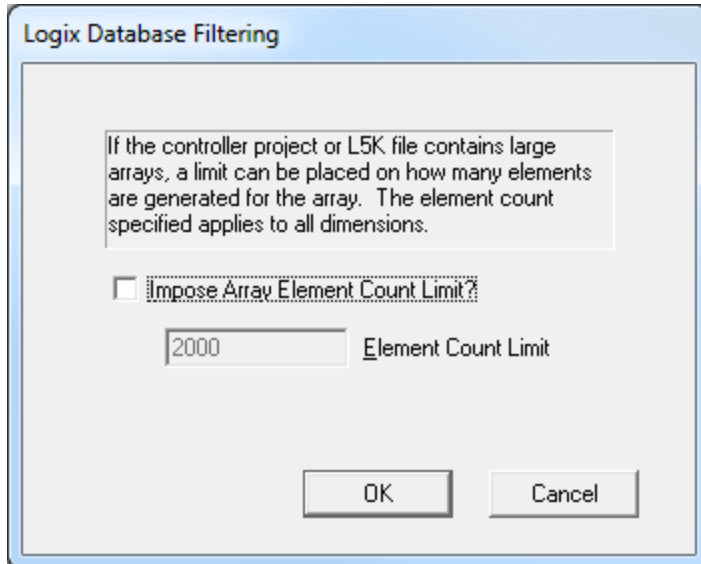 Logix Database Filtering
If the controller project or L5K file contains large
arrays, a limit can be placed on how many elements
are generated for the array.  The element count
specified applies to all dimensions.
Impose Array Element Count Limit?
2000 Element Count Limit
OK Cancel